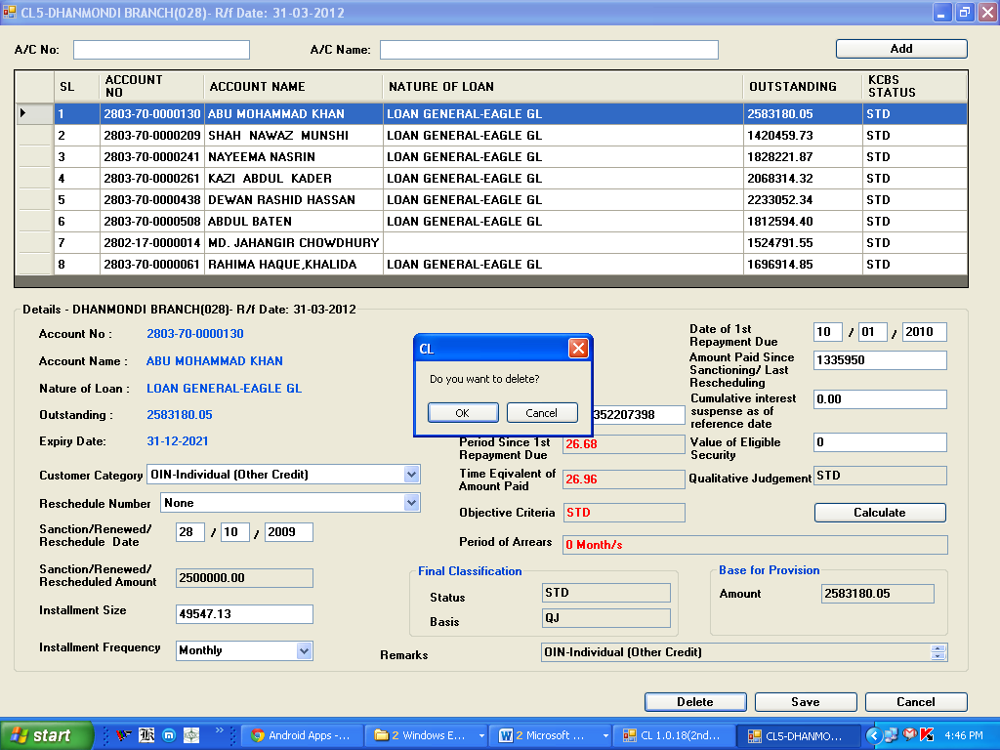 CL5-DHANMONDI BRANCH(028)- R/f Date: 31-03-2012
A/C No: A/C Name: Add
SL ACCOUNT NO ACCOUNT NAME NATURE OF LOAN OUTSTANDING KCBS STATUS
1 2803-70-0000130 ABU MOHAMMAD KHAN LOAN GENERAL-EAGLE GL 2583180.05 STD
2 2803-70-0000209 SHAH NAWAZ MUNSHI LOAN GENERAL-EAGLE GL 1420459.73 STD
3 2803-70-0000241 NAYEEMA NASRIN LOAN GENERAL-EAGLE GL 1828221.87 STD
4 2803-70-0000261 KAZI ABDUL KADER LOAN GENERAL-EAGLE GL 2068314.32 STD
5 2803-70-0000438 DEWAN RASHID HASSAN LOAN GENERAL-EAGLE GL 2233052.34 STD
6 2803-70-0000508 ABDUL BATEN LOAN GENERAL-EAGLE GL 1812594.40 STD
7 2802-17-0000014 MD. JAHANGIR CHOWDHURY 1524791.55 STD
8 2803-70-0000061 RAHIMA HAQUE,KHALIDA LOAN GENERAL-EAGLE GL 1696914.85 STD
Details - DHANMONDI BRANCH(028)- R/f Date: 31-03-2012
Account No : 2803-70-0000130
Account Name : ABU MOHAMMAD KHAN
Nature of Loan : LOAN GENERAL-EAGLE GL
Outstanding : 2583180.05
Expiry Date: 31-12-2021
Customer Category OIN-Individual (Other Credit)
Reschedule Number None
Sanction/Renewed/
Reschedule Date 28 / 10 / 2009
Sanction/Renewed/
Rescheduled Amount 2500000.00
Installment Size 49547.13
Installment Frequency Monthly
CL
Do you want to delete?
OK Cancel
352207398
Period Since 1st
Repayment Due 26.68
Time Eqivalent of
Amount Paid 26.96
Objective Criteria STD
Period of Arrears 0 Month/s
Date of 1st
Repayment Due 10 / 01 / 2010
Amount Paid Since
Sanctioning/ Last
Rescheduling 1335950
Cumulative interest
suspense as of
reference date 0.00
Value of Eligible
Security 0
Qualitative Judgement STD
Calculate
Final Classification
Status STD
Basis QJ
Base for Provision
Amount 2583180.05
Remarks OIN-Individual (Other Credit)
Delete Save Cancel
start Android Apps -... 2 Windows E... 2 Microsoft ... CL 1.0.18(2nd... CL5-DHANMO... 4:46 PM